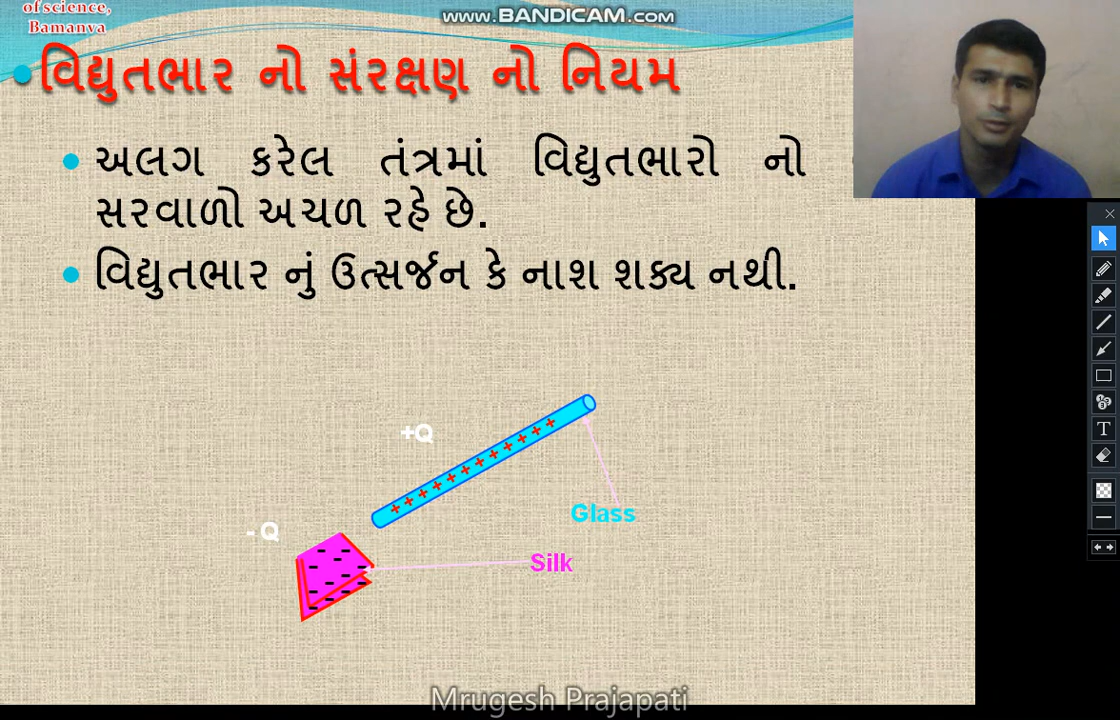 of science,
Bamanva
www.BANDICAM.com
વિદ્યુતભાર નો સંરક્ષણ નો નિયમ
અલગ કરેલ તંત્રમાં વિદ્યુતભારો નો
સરવાળો અચળ રહે છે.
વિદ્યુતભાર નું ઉત્સર્જન કે નાશ શક્ય નથી.
+Q
Glass
- Q
Silk
Mrugesh Prajapati